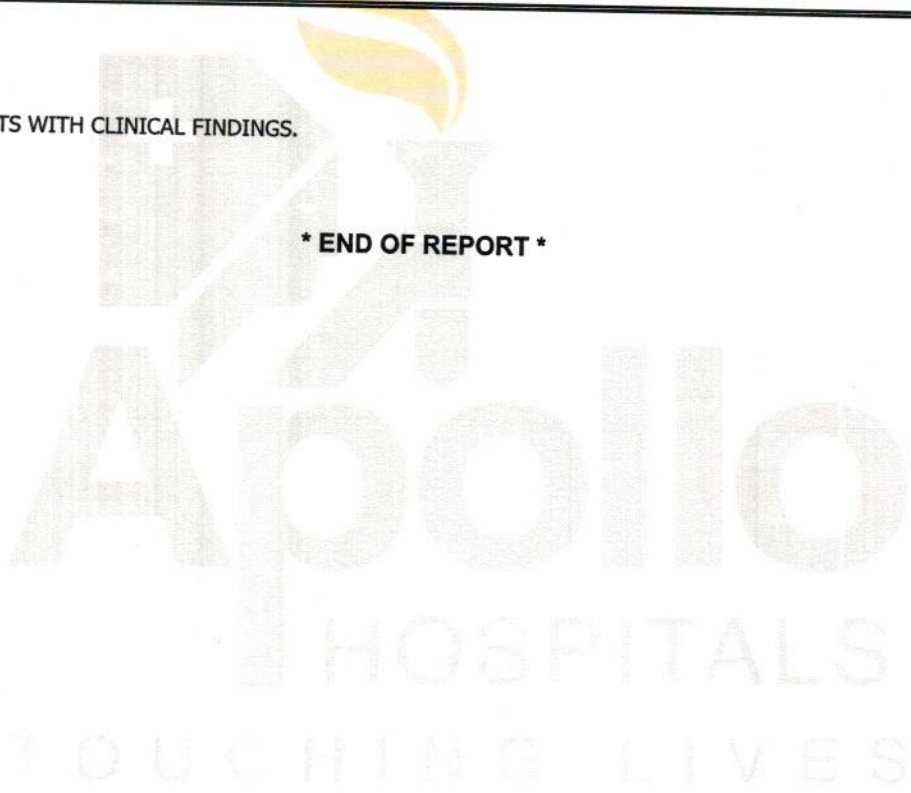 TS WITH CLINICAL FINDINGS.
* END OF REPORT *
Apollo
HOSPITALS
TOUCHING LIVES